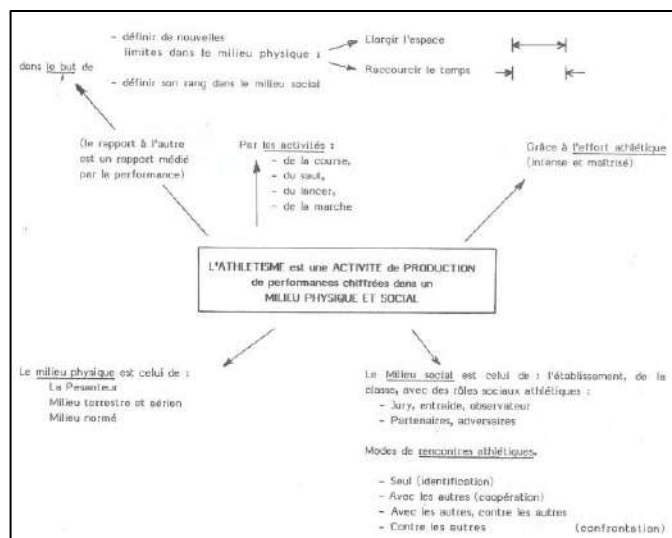 - définir de nouvelles
limites dans le milieu physique :
Elargir l'espace
Raccourcir le temps
dans le but de
- définir son rang dans le milieu social
(le rapport à l'autre
est un rapport médié
par la performance)
Par les activités :
- de la course,
- du saut,
- du lancer,
- de la marche
Grâce à l'effort athlétique
(intense et maîtrisé)
L'ATHLETISME est une ACTIVITE de PRODUCTION
de performances chiffrées dans un
MILIEU PHYSIQUE ET SOCIAL
Le milieu physique est celui de :
La Pesanteur
Milieu terrestre et aérien
Milieu normé
Le Milieu social est celui de : l'établissement, de la
classe, avec des rôles sociaux athlétiques :
- Jury, entraide, observateur
- Partenaires, adversaires
Modes de rencontres athlétiques.
- Seul (identification)
- Avec les autres (coopération)
- Avec les autres, contre les autres
- Contre les autres (confrontation)